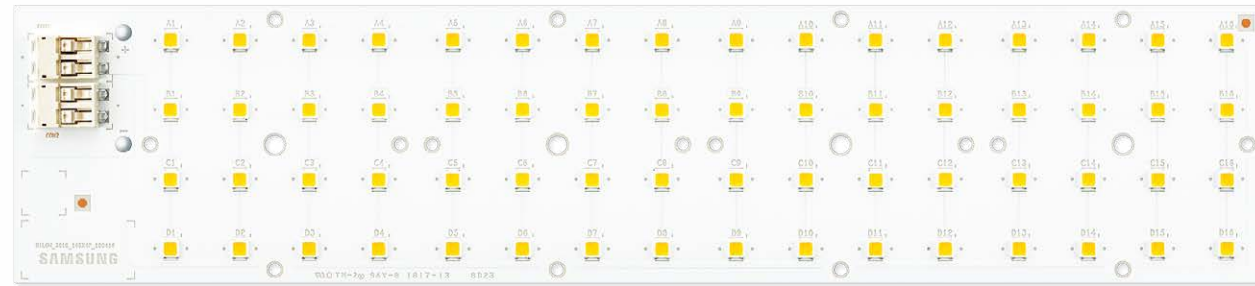 A1 A2 A3 A4 A5 A6 A7 A8 A9 A10 A11 A12 A13 A14 A15 A16
B1 B2 B3 B4 B5 B6 B7 B8 B9 B10 B11 B12 B13 B14 B15 B16
C1 C2 C3 C4 C5 C6 C7 C8 C9 C10 C11 C12 C13 C14 C15 C16
D1 D2 D3 D4 D5 D6 D7 D8 D9 D10 D11 D12 D13 D14 D15 D16
SAMSUNG